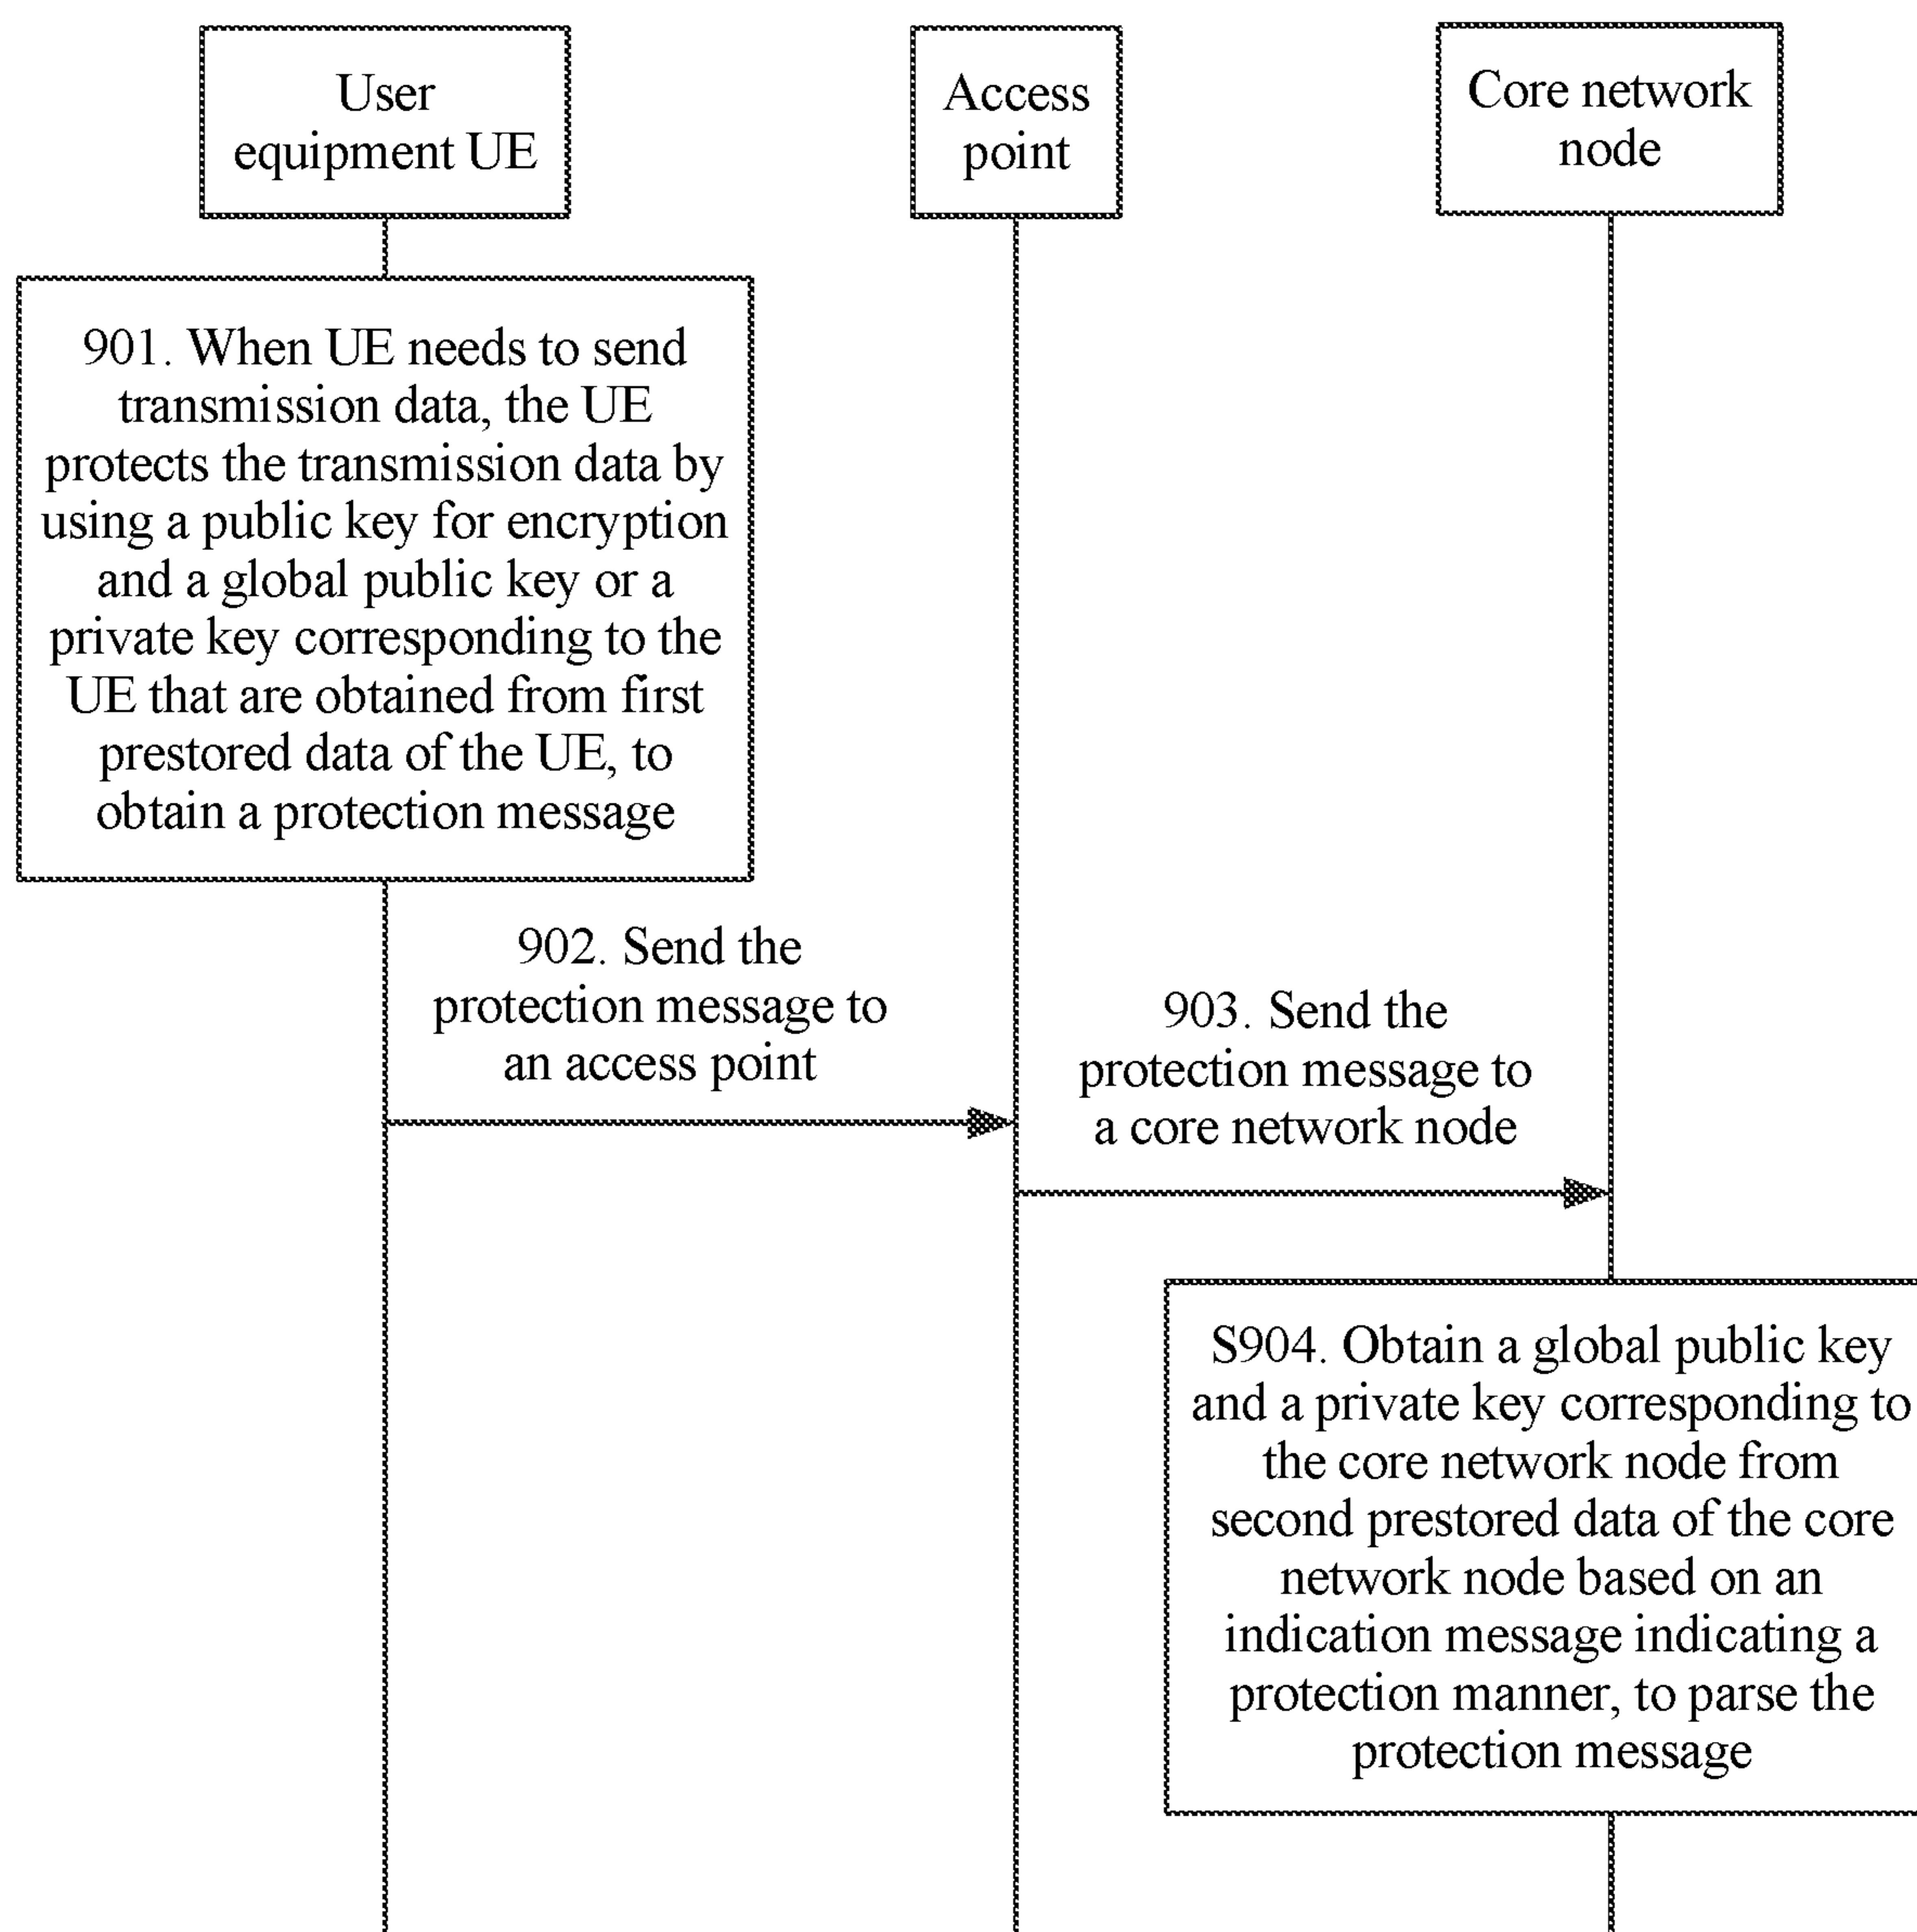 User
equipment UE
Access
point
Core network
node
901. When UE needs to send
transmission data, the UE
protects the transmission data by
using a public key for encryption
and a global public key or a
private key corresponding to the
UE that are obtained from first
prestored data of the UE, to
obtain a protection message
902. Send the
protection message to
an access point
903. Send the
protection message to
a core network node
S904. Obtain a global public key
and a private key corresponding to
the core network node from
second prestored data of the core
network node based on an
indication message indicating a
protection manner, to parse the
protection message